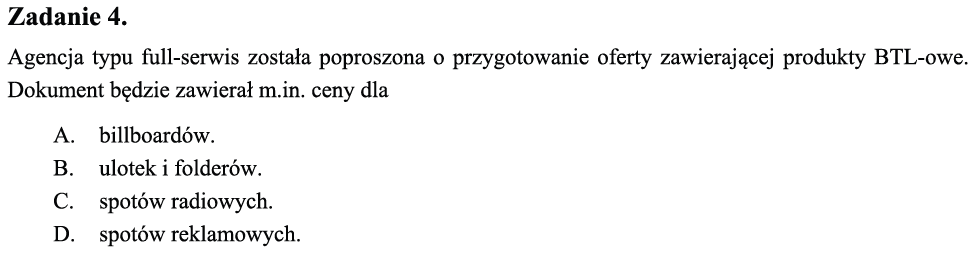 Zadanie 4.
Agencja typu full-serwis została poproszona o przygotowanie oferty zawierającej produkty BTL-owe.
Dokument będzie zawierał m.in. ceny dla
A. billboardów.
B. ulotek i folderów.
C. spotów radiowych.
D. spotów reklamowych.